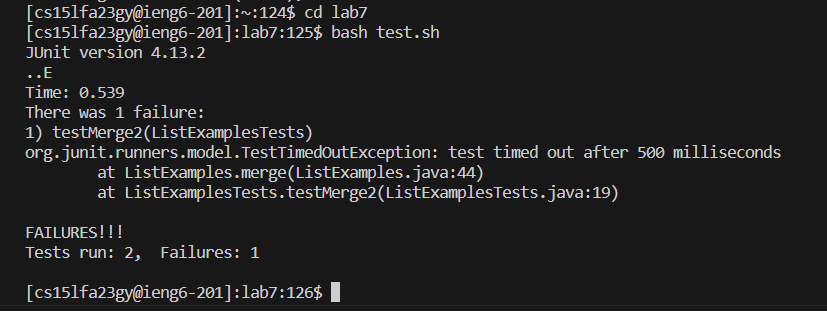 [cs15lfa23gy@ieng6-201]:~:124$ cd lab7
[cs15lfa23gy@ieng6-201]:lab7:125$ bash test.sh
JUnit version 4.13.2
..E
Time: 0.539
There was 1 failure:
1) testMerge2(ListExamplesTests)
org.junit.runners.model.TestTimedOutException: test timed out after 500 milliseconds
        at ListExamples.merge(ListExamples.java:44)
        at ListExamplesTests.testMerge2(ListExamplesTests.java:19)

FAILURES!!!
Tests run: 2,  Failures: 1

[cs15lfa23gy@ieng6-201]:lab7:126$